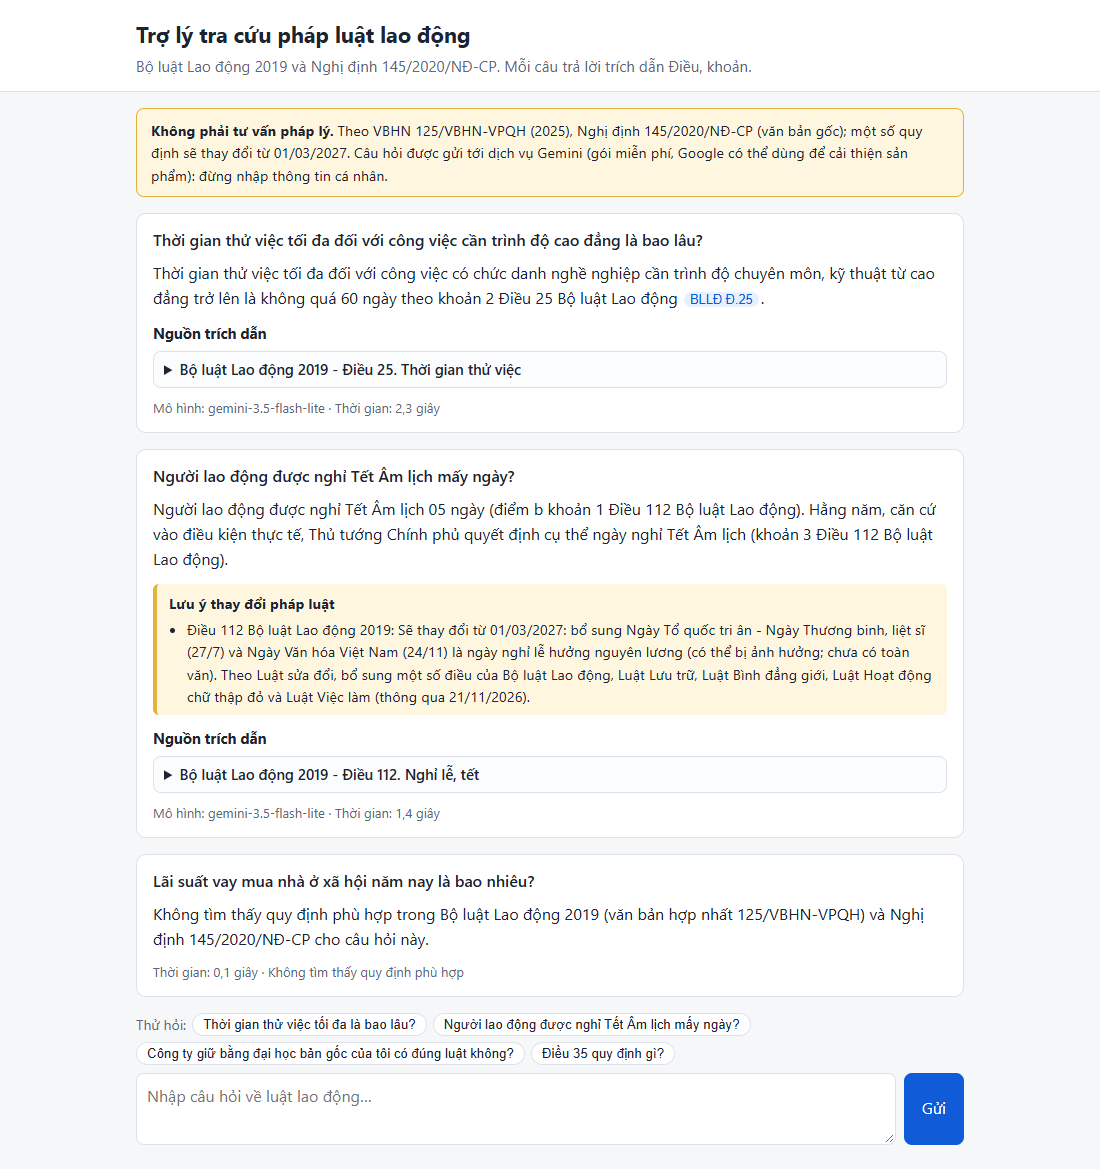 Trợ lý tra cứu pháp luật lao động
Bộ luật Lao động 2019 và Nghị định 145/2020/NĐ-CP. Mỗi câu trả lời trích dẫn Điều, khoản.
Không phải tư vấn pháp lý. Theo VBHN 125/VBHN-VPQH (2025), Nghị định 145/2020/NĐ-CP (văn bản gốc); một số quy
định sẽ thay đổi từ 01/03/2027. Câu hỏi được gửi tới dịch vụ Gemini (gói miễn phí, Google có thể dùng để cải thiện sản
phẩm): đừng nhập thông tin cá nhân.
Thời gian thử việc tối đa đối với công việc cần trình độ cao đẳng là bao lâu?
Thời gian thử việc tối đa đối với công việc có chức danh nghề nghiệp cần trình độ chuyên môn, kỹ thuật từ cao
đẳng trở lên là không quá 60 ngày theo khoản 2 Điều 25 Bộ luật Lao động BLLĐ Đ.25 .
Nguồn trích dẫn
▶ Bộ luật Lao động 2019 - Điều 25. Thời gian thử việc
Mô hình: gemini-3.5-flash-lite · Thời gian: 2,3 giây
Người lao động được nghỉ Tết Âm lịch mấy ngày?
Người lao động được nghỉ Tết Âm lịch 05 ngày (điểm b khoản 1 Điều 112 Bộ luật Lao động). Hằng năm, căn cứ
vào điều kiện thực tế, Thủ tướng Chính phủ quyết định cụ thể ngày nghỉ Tết Âm lịch (khoản 3 Điều 112 Bộ luật
Lao động).
Lưu ý thay đổi pháp luật
• Điều 112 Bộ luật Lao động 2019: Sẽ thay đổi từ 01/03/2027: bổ sung Ngày Tổ quốc tri ân - Ngày Thương binh, liệt sĩ
(27/7) và Ngày Văn hóa Việt Nam (24/11) là ngày nghỉ lễ hưởng nguyên lương (có thể bị ảnh hưởng; chưa có toàn
văn). Theo Luật sửa đổi, bổ sung một số điều của Bộ luật Lao động, Luật Lưu trữ, Luật Bình đẳng giới, Luật Hoạt động
chữ thập đỏ và Luật Việc làm (thông qua 21/11/2026).
Nguồn trích dẫn
▶ Bộ luật Lao động 2019 - Điều 112. Nghỉ lễ, tết
Mô hình: gemini-3.5-flash-lite · Thời gian: 1,4 giây
Lãi suất vay mua nhà ở xã hội năm nay là bao nhiêu?
Không tìm thấy quy định phù hợp trong Bộ luật Lao động 2019 (văn bản hợp nhất 125/VBHN-VPQH) và Nghị
định 145/2020/NĐ-CP cho câu hỏi này.
Thời gian: 0,1 giây · Không tìm thấy quy định phù hợp
Thử hỏi: Thời gian thử việc tối đa là bao lâu? Người lao động được nghỉ Tết Âm lịch mấy ngày?
Công ty giữ bằng đại học bản gốc của tôi có đúng luật không? Điều 35 quy định gì?
Nhập câu hỏi về luật lao động...
Gửi